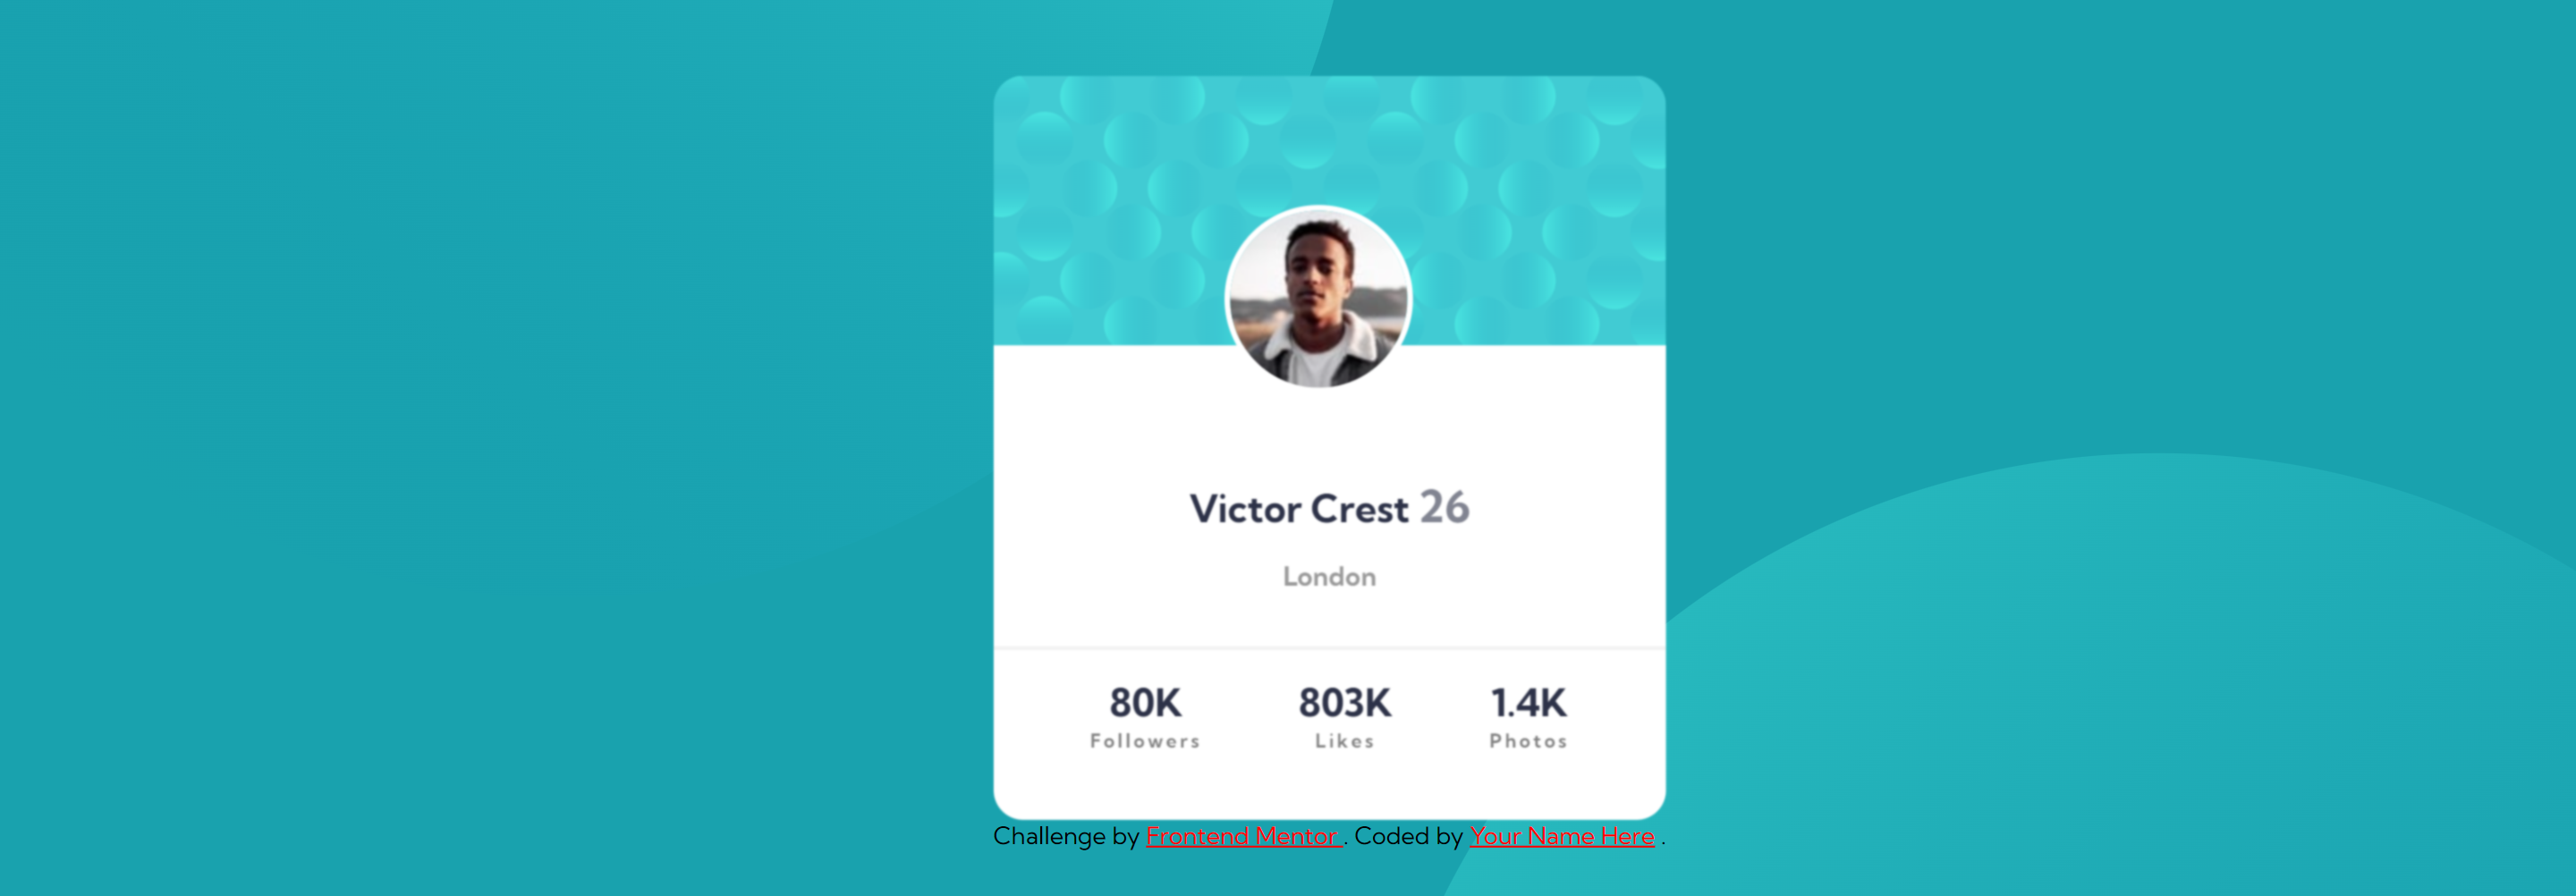 Victor Crest 26
London
80K 803K 1.4K
Followers Likes Photos
Challenge by Frontend Mentor . Coded by Your Name Here .